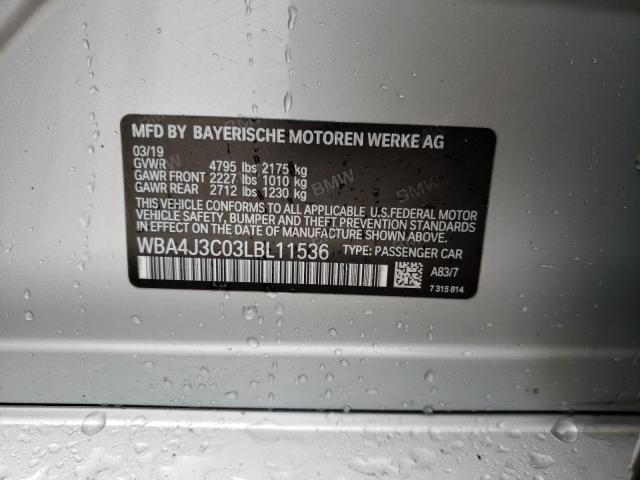 MFD BY BAYERISCHE MOTOREN WERKE AG
03/19
GVWR 4795 lbs 2175 kg
GAWR FRONT 2227 lbs 1010 kg
GAWR REAR 2712 lbs 1230 kg
THIS VEHICLE CONFORMS TO ALL APPLICABLE U.S.FEDERAL MOTOR
VEHICLE SAFETY, BUMPER, AND THEFT PREVENTION STANDARDS
IN EFFECT ON THE DATE OF MANUFACTURE SHOWN ABOVE.
WBA4J3C03LBL11536 TYPE: PASSENGER CAR
A83/7
7 315 814
BMW
BMW